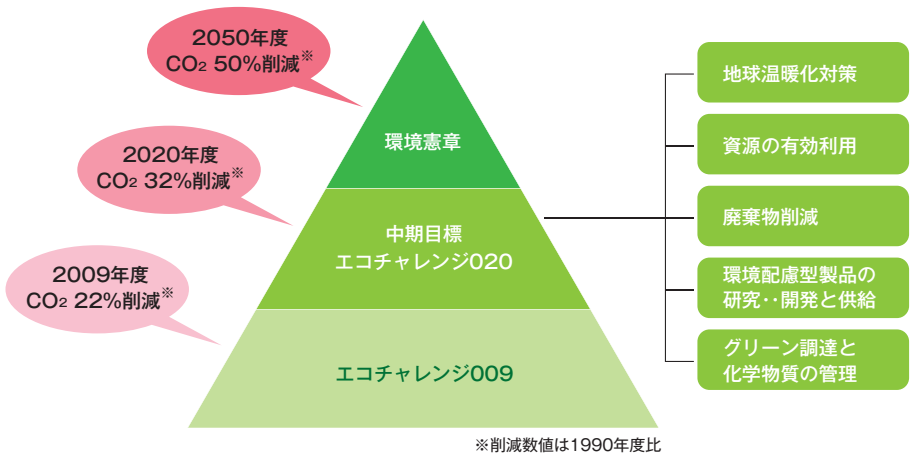 2050年度
CO₂ 50%削減※
環境憲章
2020年度
CO₂ 32%削減※
中期目標
エコチャレンジ020
2009年度
CO₂ 22%削減※
エコチャレンジ009
地球温暖化対策
資源の有効利用
廃棄物削減
環境配慮型製品の
研究‥開発と供給
グリーン調達と
化学物質の管理
※削減数値は1990年度比